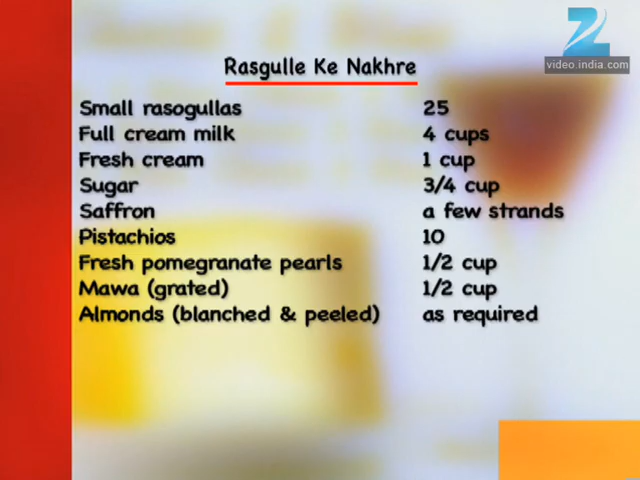 Rasgulle Ke Nakhre
video.india.com
Small rasogullas 25
Full cream milk 4 cups
Fresh cream 1 cup
Sugar 3/4 cup
Saffron a few strands
Pistachios 10
Fresh pomegranate pearls 1/2 cup
Mawa (grated) 1/2 cup
Almonds (blanched & peeled) as required